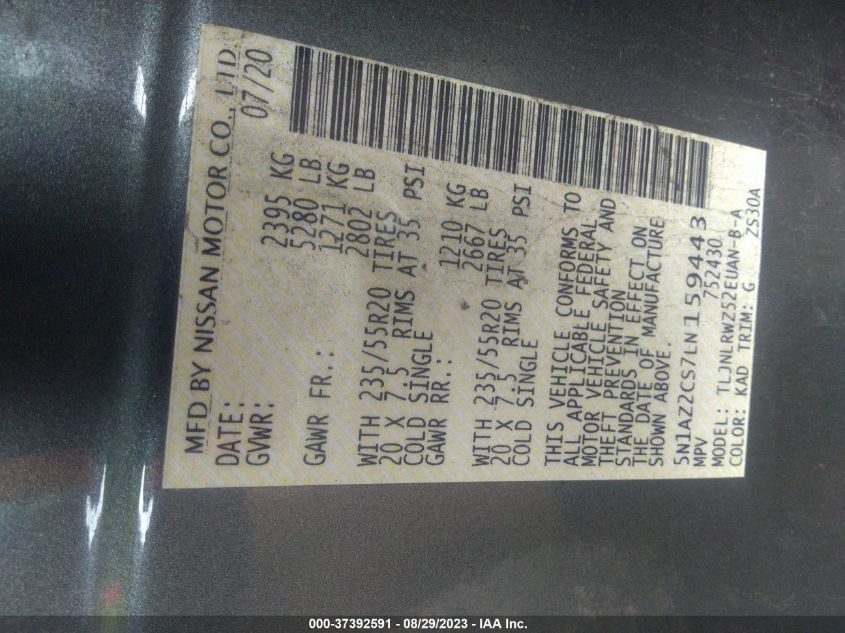 MFD BY NISSAN MOTOR CO., LTD.
DATE: 07/20
GVWR: 2395 KG
5280 LB
GAWR FR.: 1271 KG
2802 LB
WITH 235/55R20 TIRES
20 X 7.5 RIMS AT 35 PSI
COLD SINGLE
GAWR RR.: 1210 KG
2667 LB
WITH 235/55R20 TIRES
20 X 7.5 RIMS AT 35 PSI
COLD SINGLE
THIS VEHICLE CONFORMS TO
ALL APPLICABLE FEDERAL
MOTOR VEHICLE SAFETY AND
THEFT PREVENTION
STANDARDS IN EFFECT ON
THE DATE OF MANUFACTURE
SHOWN ABOVE.
5N1AZ2CS7LN159443
MPV 752430
MODEL: TLJNLRWZ52EUAN-B-A
COLOR: KAD TRIM: G ZS30A
000-37392591 - 08/29/2023 - IAA Inc.